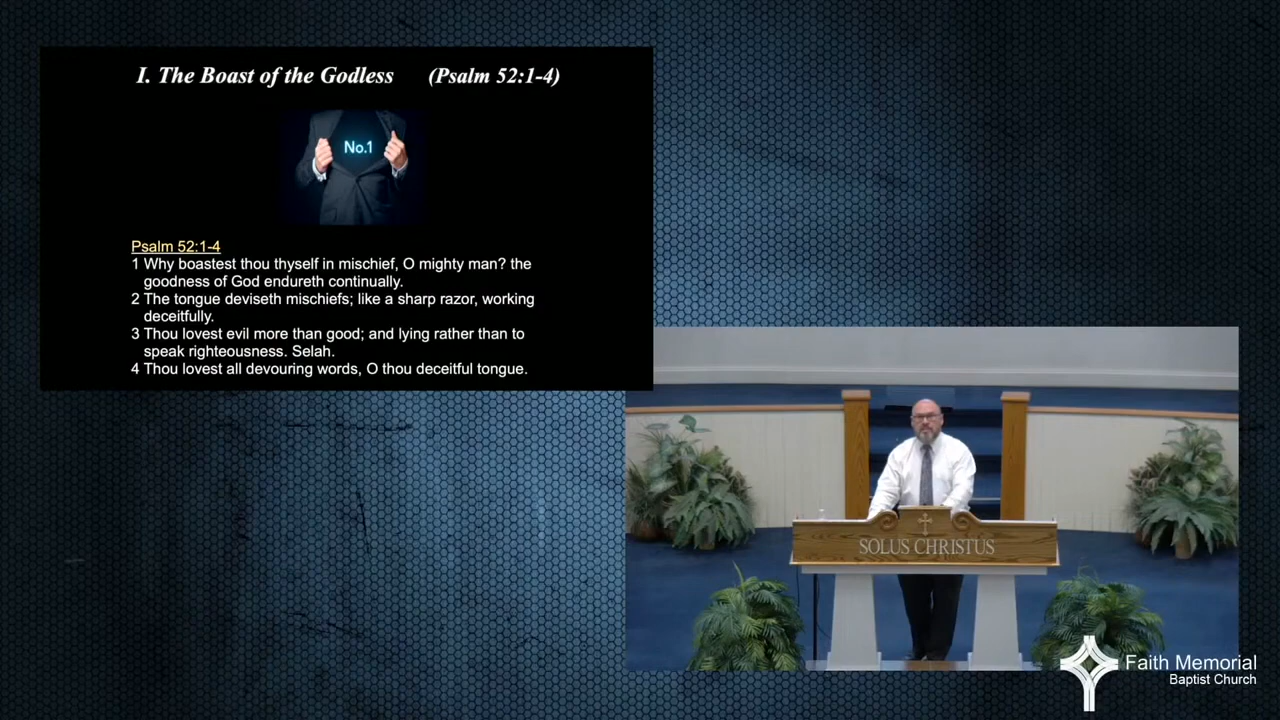 I. The Boast of the Godless (Psalm 52:1-4)
No.1
Psalm 52:1-4
1 Why boastest thou thyself in mischief, O mighty man? the
goodness of God endureth continually.
2 The tongue deviseth mischiefs; like a sharp razor, working
deceitfully.
3 Thou lovest evil more than good; and lying rather than to
speak righteousness. Selah.
4 Thou lovest all devouring words, O thou deceitful tongue.
SOLUS CHRISTUS
Faith Memorial
Baptist Church